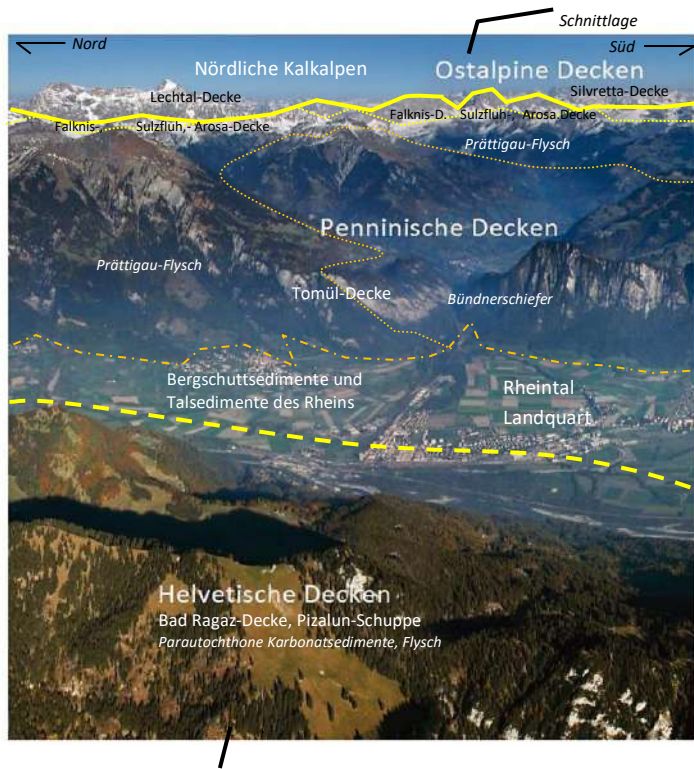 Schnittlage
Nord
Süd
Nördliche Kalkalpen
Ostalpine Decken
Lechtal-Decke
Silvretta-Decke
Falknis-, Sulzfluh,- Arosa-Decke
Falknis-D. Sulzfluh-,- Arosa.Decke
Prättigau-Flysch
Penninische Decken
Prättigau-Flysch
Tomül-Decke
Bündnerschiefer
Bergschuttsedimente und
Talsedimente des Rheins
Rheintal
Landquart
Helvetische Decken
Bad Ragaz-Decke, Pizalun-Schuppe
Parautochthone Karbonatsedimente, Flysch